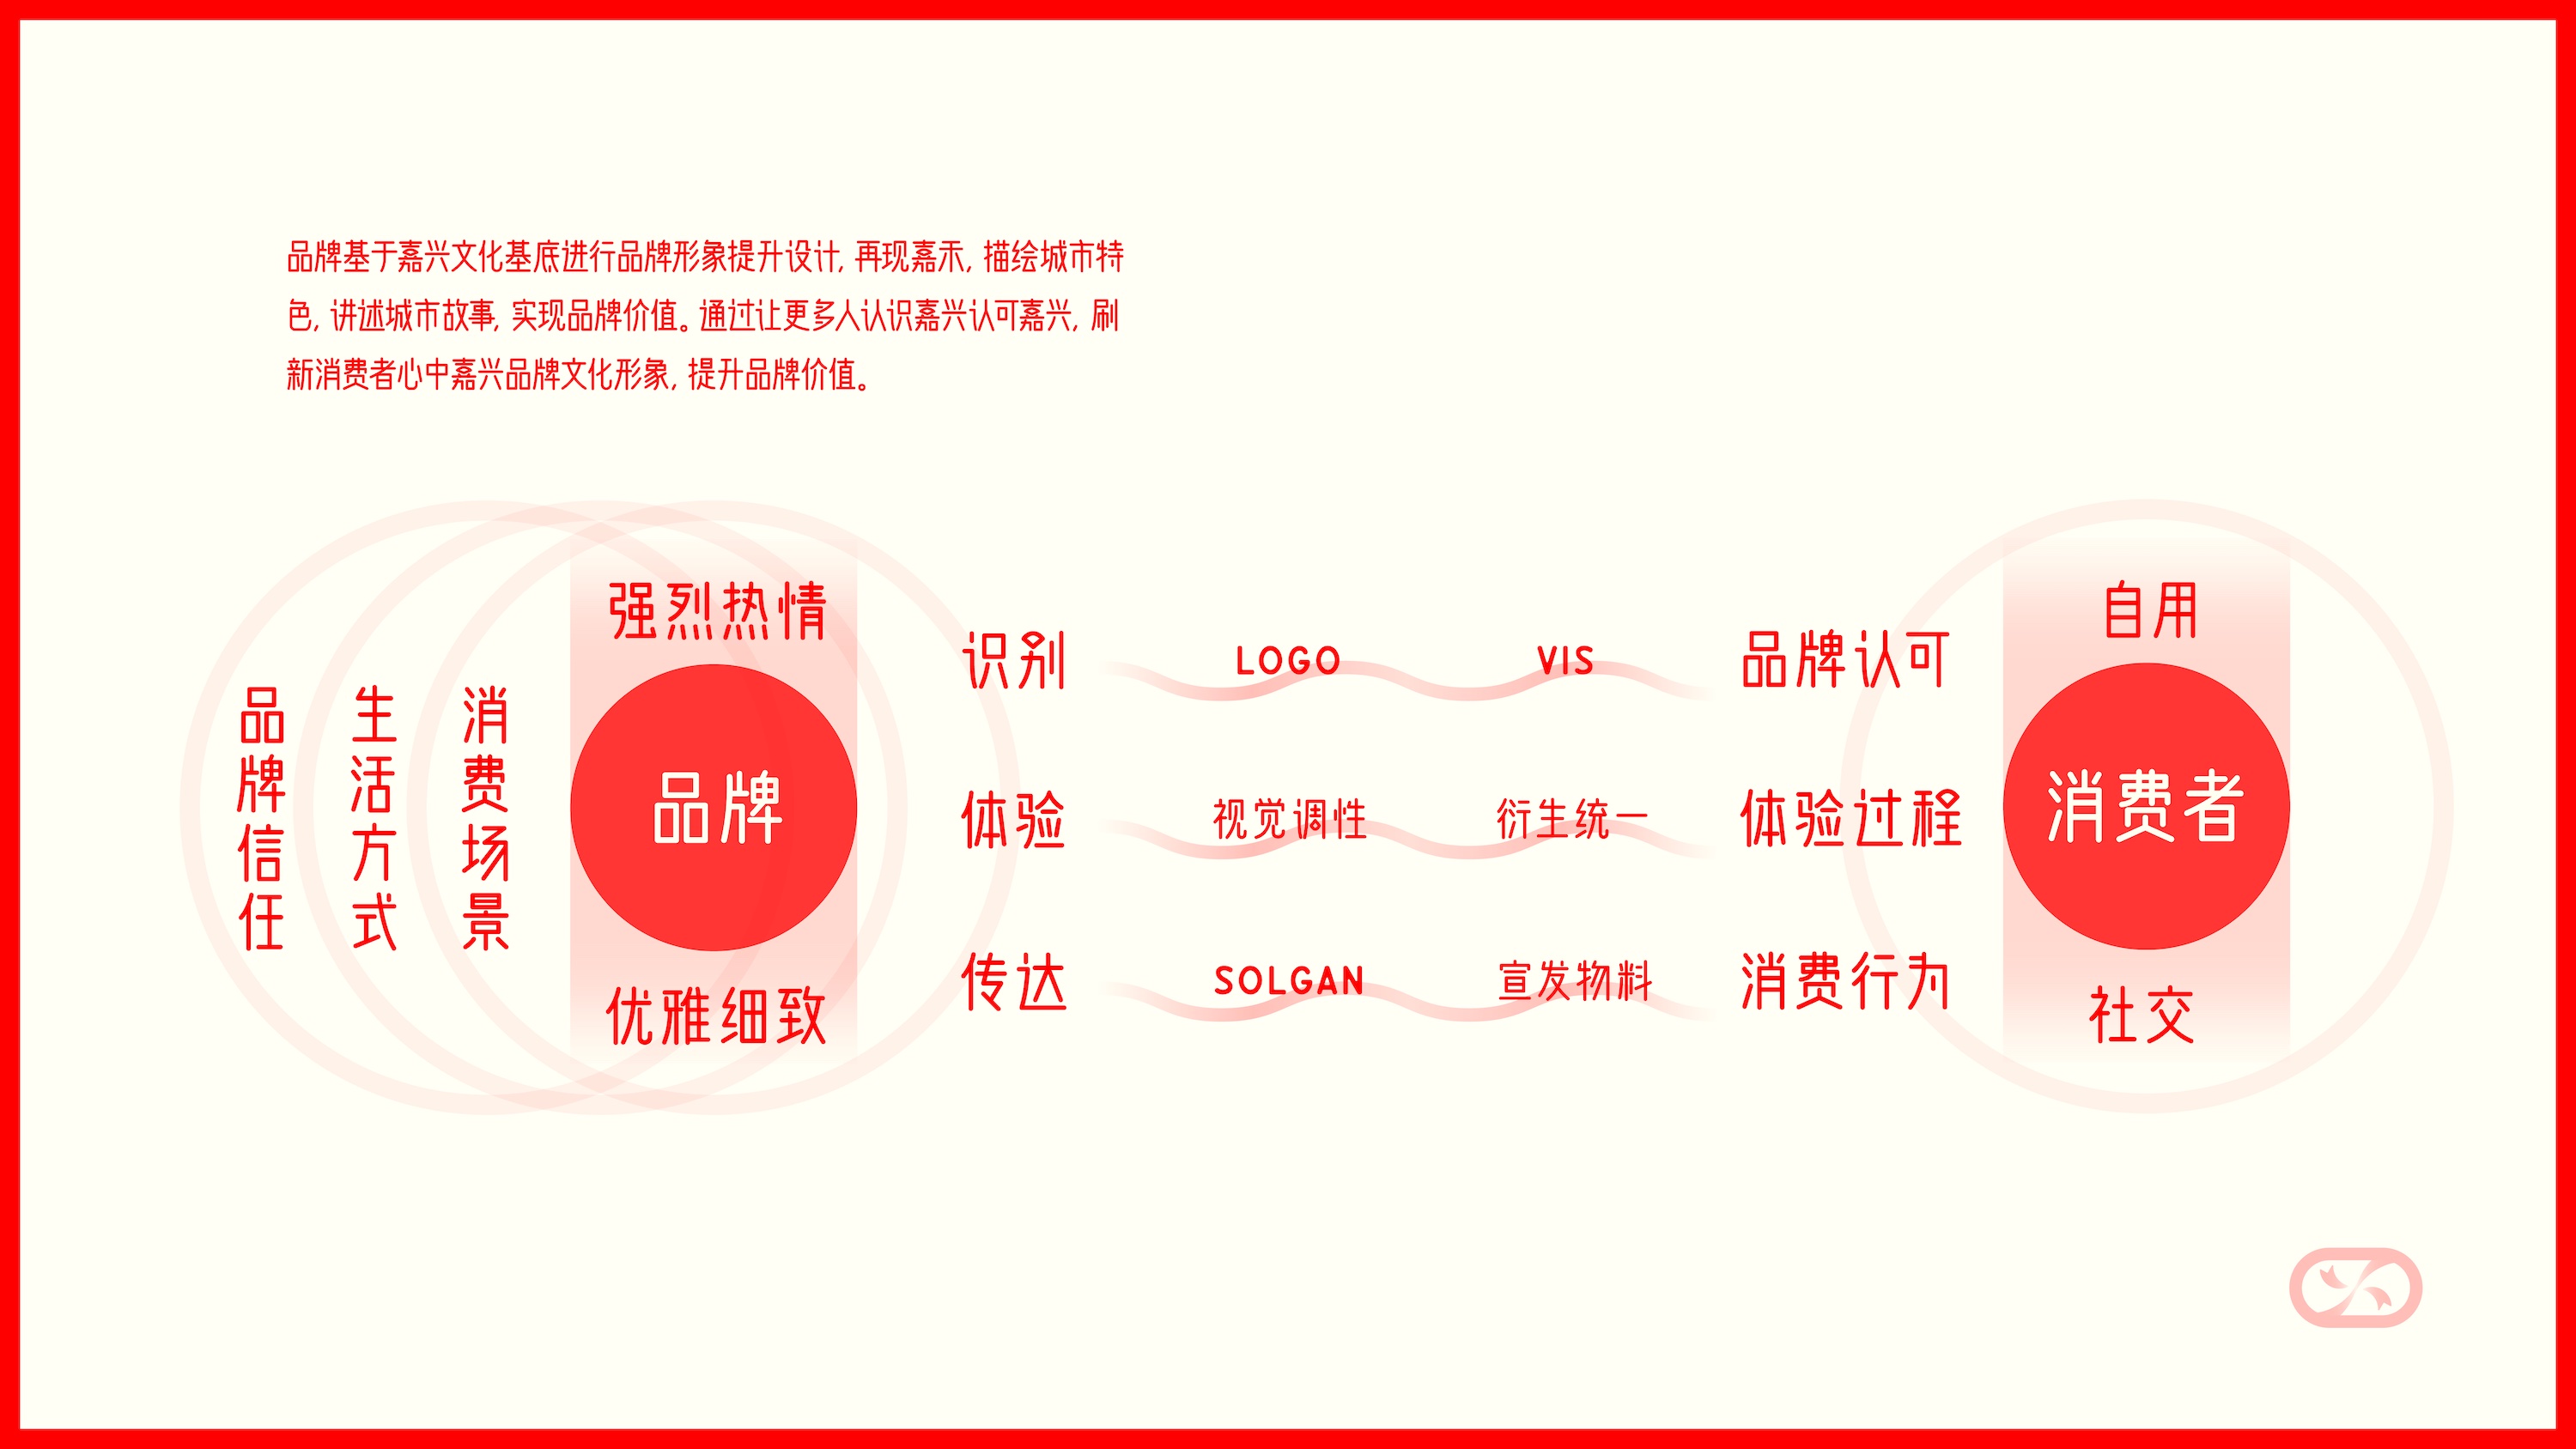 品牌基于嘉兴文化基底进行品牌形象提升设计, 再现嘉禾, 描绘城市特
色, 讲述城市故事, 实现品牌价值。通过让更多人认识嘉兴认可嘉兴, 刷
新消费者心中嘉兴品牌文化形象, 提升品牌价值。
品牌信任
生活方式
消费场景
强烈热情
品牌
优雅细致
识别 LOGO VIS 品牌认可
体验 视觉调性 衍生统一 体验过程
传达 SOLGAN 宣发物料 消费行为
自用
消费者
社交